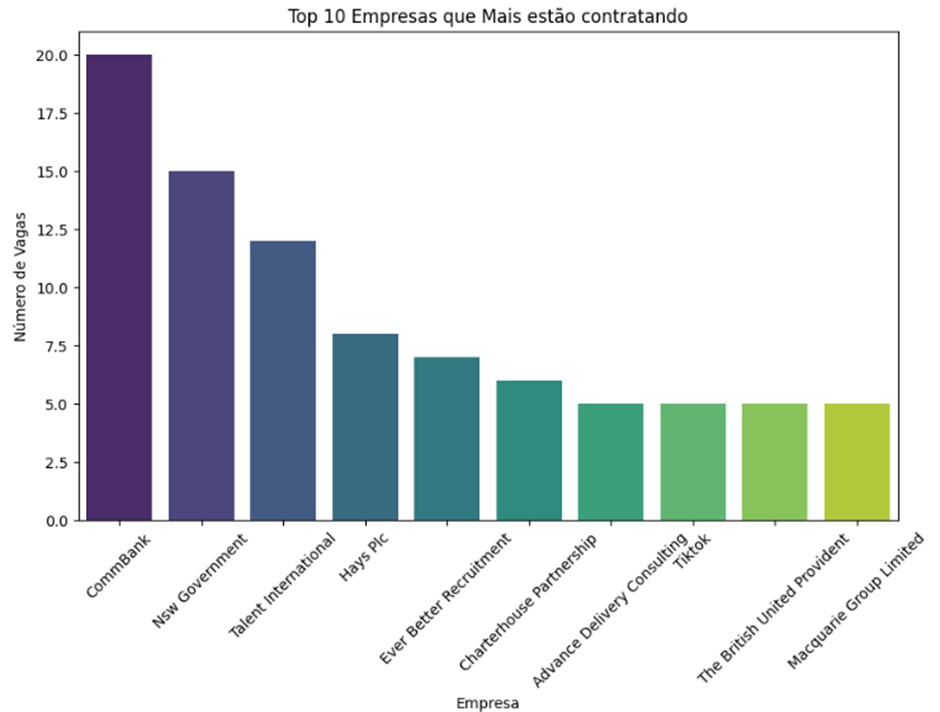 Top 10 Empresas que Mais estão contratando
Número de Vagas
20.0
17.5
15.0
12.5
10.0
7.5
5.0
2.5
0.0
CommBank
Nsw Government
Talent International
Hays Plc
Ever Better Recruitment
Charterhouse Partnership
Advance Delivery Consulting
Tiktok
The British United Provident
Macquarie Group Limited
Empresa